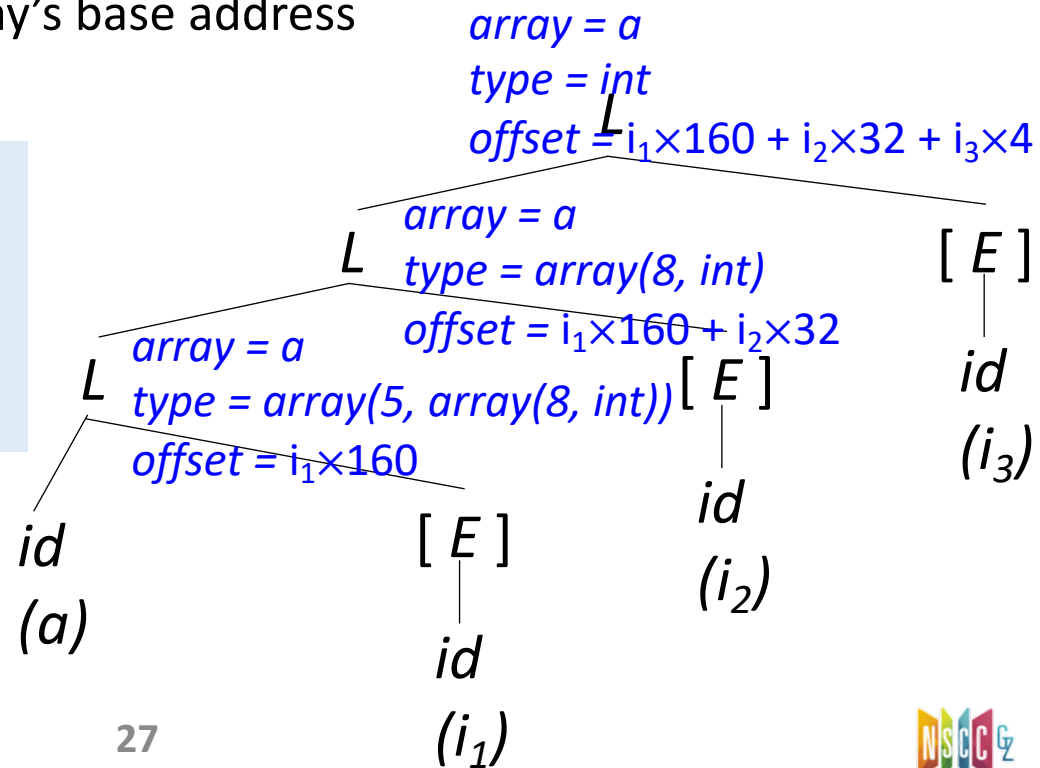 ay's base address
array = a
type = int
L
offset = i₁×160 + i₂×32 + i₃×4
array = a
L
type = array(8, int)
[ E ]
offset = i₁×160 + i₂×32
array = a
L
type = array(5, array(8, int))
[ E ]
id
(i₃)
offset = i₁×160
id
(a)
[ E ]
id
(i₂)
id
(i₁)
27
NSCC GZ